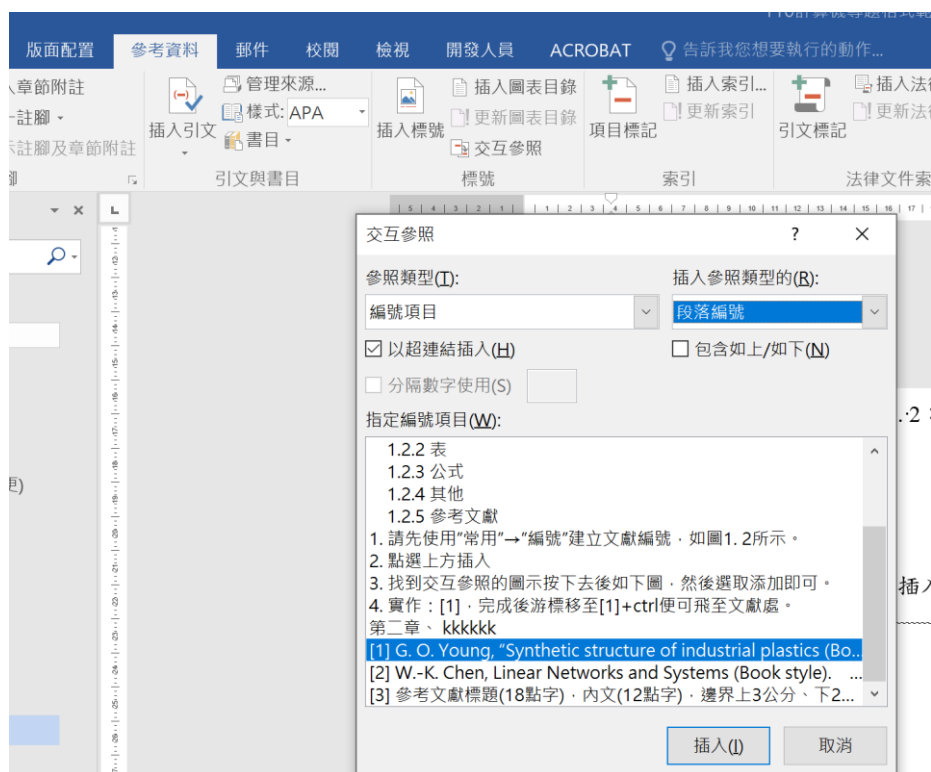 版面配置 參考資料 郵件 校閱 檢視 開發人員 ACROBAT 告訴我您想要執行的動作...
章節附註
註腳
註腳及章節附註
插入引文
管理來源...
樣式: APA
書目
引文與書目
插入標號
插入圖表目錄
更新圖表目錄
交互參照
標號
項目標記
插入索引...
更新索引
索引
引文標記
插入法
更新法
法律文件索
交互參照 ? ×
參照類型(T):
編號項目
插入參照類型的(R):
段落編號
以超連結插入(H)
包含如上/如下(N)
分隔數字使用(S)
指定編號項目(W):
1.2.2 表
1.2.3 公式
1.2.4 其他
1.2.5 參考文獻
1. 請先使用"常用"→"編號"建立文獻編號，如圖1. 2所示。
2. 點選上方插入
3. 找到交互參照的圖示按下去後如下圖，然後選取添加即可。
4. 實作：[1]，完成後游標移至[1]+ctrl便可飛至文獻處。
第二章、 kkkkkk
[1] G. O. Young, "Synthetic structure of industrial plastics (Bo...
[2] W.-K. Chen, Linear Networks and Systems (Book style). ...
[3] 參考文獻標題(18點字)，內文(12點字)，邊界上3公分、下2...
插入(I)
取消
插